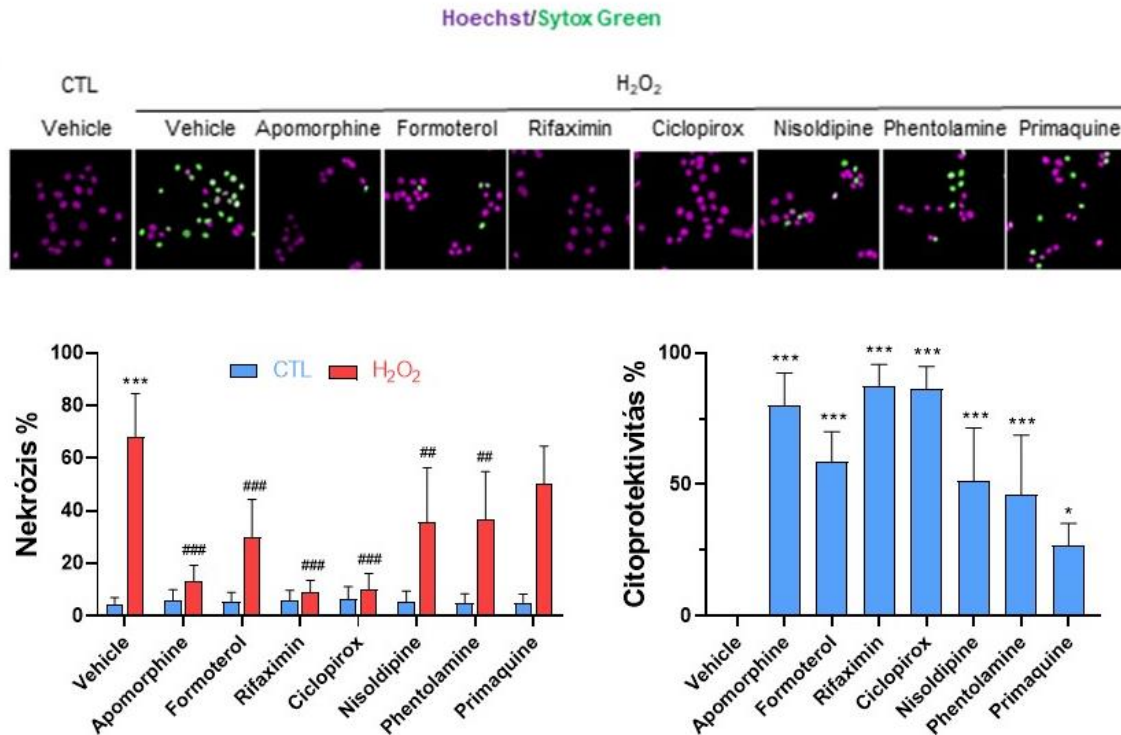 Hoechst/Sytox Green
CTL H₂O₂
Vehicle Vehicle Apomorphine Formoterol Rifaximin Ciclopirox Nisoldipine Phentolamine Primaquine
Nekrózis %
100
80
60
40
20
0
CTL H₂O₂
***
###
###
###
###
##
##
Vehicle
Apomorphine
Formoterol
Rifaximin
Ciclopirox
Nisoldipine
Phentolamine
Primaquine
Citoprotektivitás %
100
50
0
***
***
***
***
***
***
*
Vehicle
Apomorphine
Formoterol
Rifaximin
Ciclopirox
Nisoldipine
Phentolamine
Primaquine